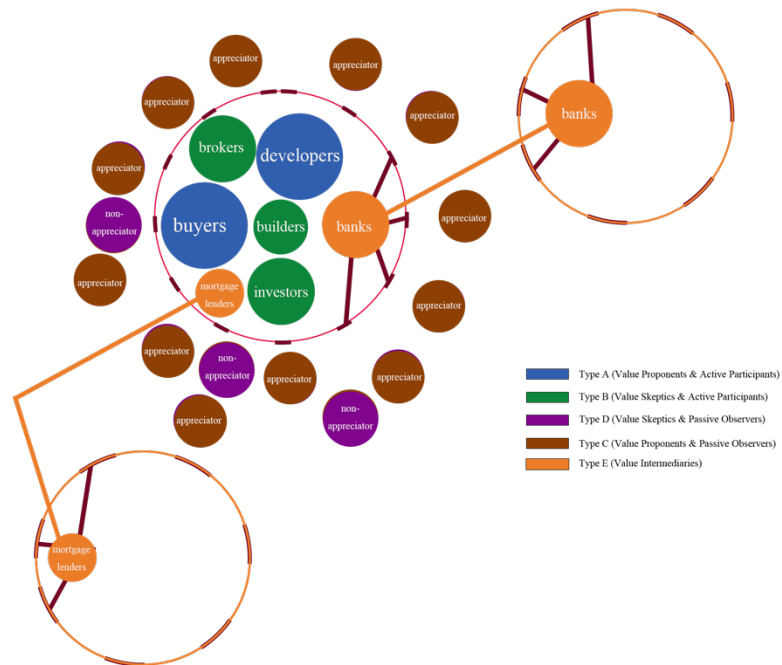 appreciator
appreciator
appreciator
appreciator
appreciator
banks
brokers
developers
appreciator
non-
appreciator
buyers
builders
banks
appreciator
appreciator
mortgage
lenders
investors
appreciator
appreciator
non-
appreciator
appreciator
appreciator
appreciator
non-
appreciator
Type A (Value Proponents & Active Participants)
Type B (Value Skeptics & Active Participants)
Type D (Value Skeptics & Passive Observers)
Type C (Value Proponents & Passive Observers)
Type E (Value Intermediaries)
mortgage
lenders